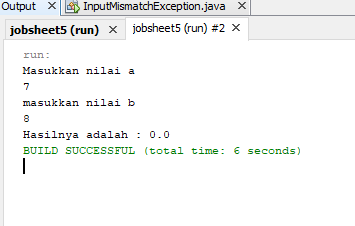 Output
InputMismatchException.java
jobsheet5 (run)
jobsheet5 (run) #2
run:
Masukkan nilai a
7
masukkan nilai b
8
Hasilnya adalah : 0.0
BUILD SUCCESSFUL (total time: 6 seconds)